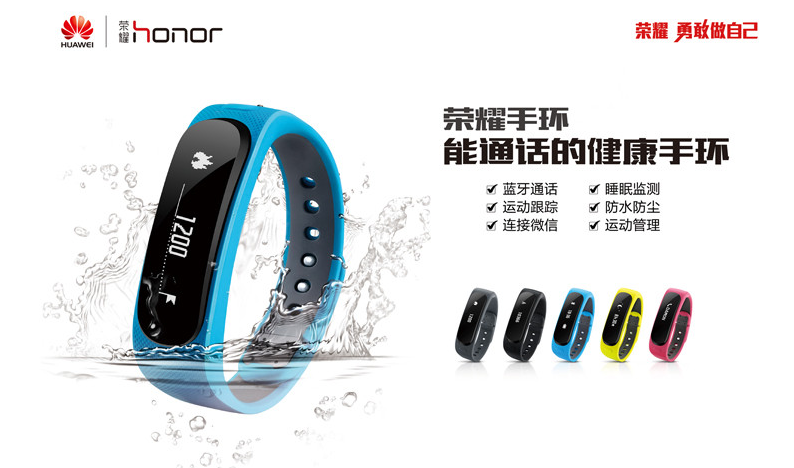 HUAWEI
荣耀 honor
荣耀 勇敢做自己
荣耀手环
能通话的健康手环
蓝牙通话 睡眠监测
运动跟踪 防水防尘
连接微信 运动管理
1200